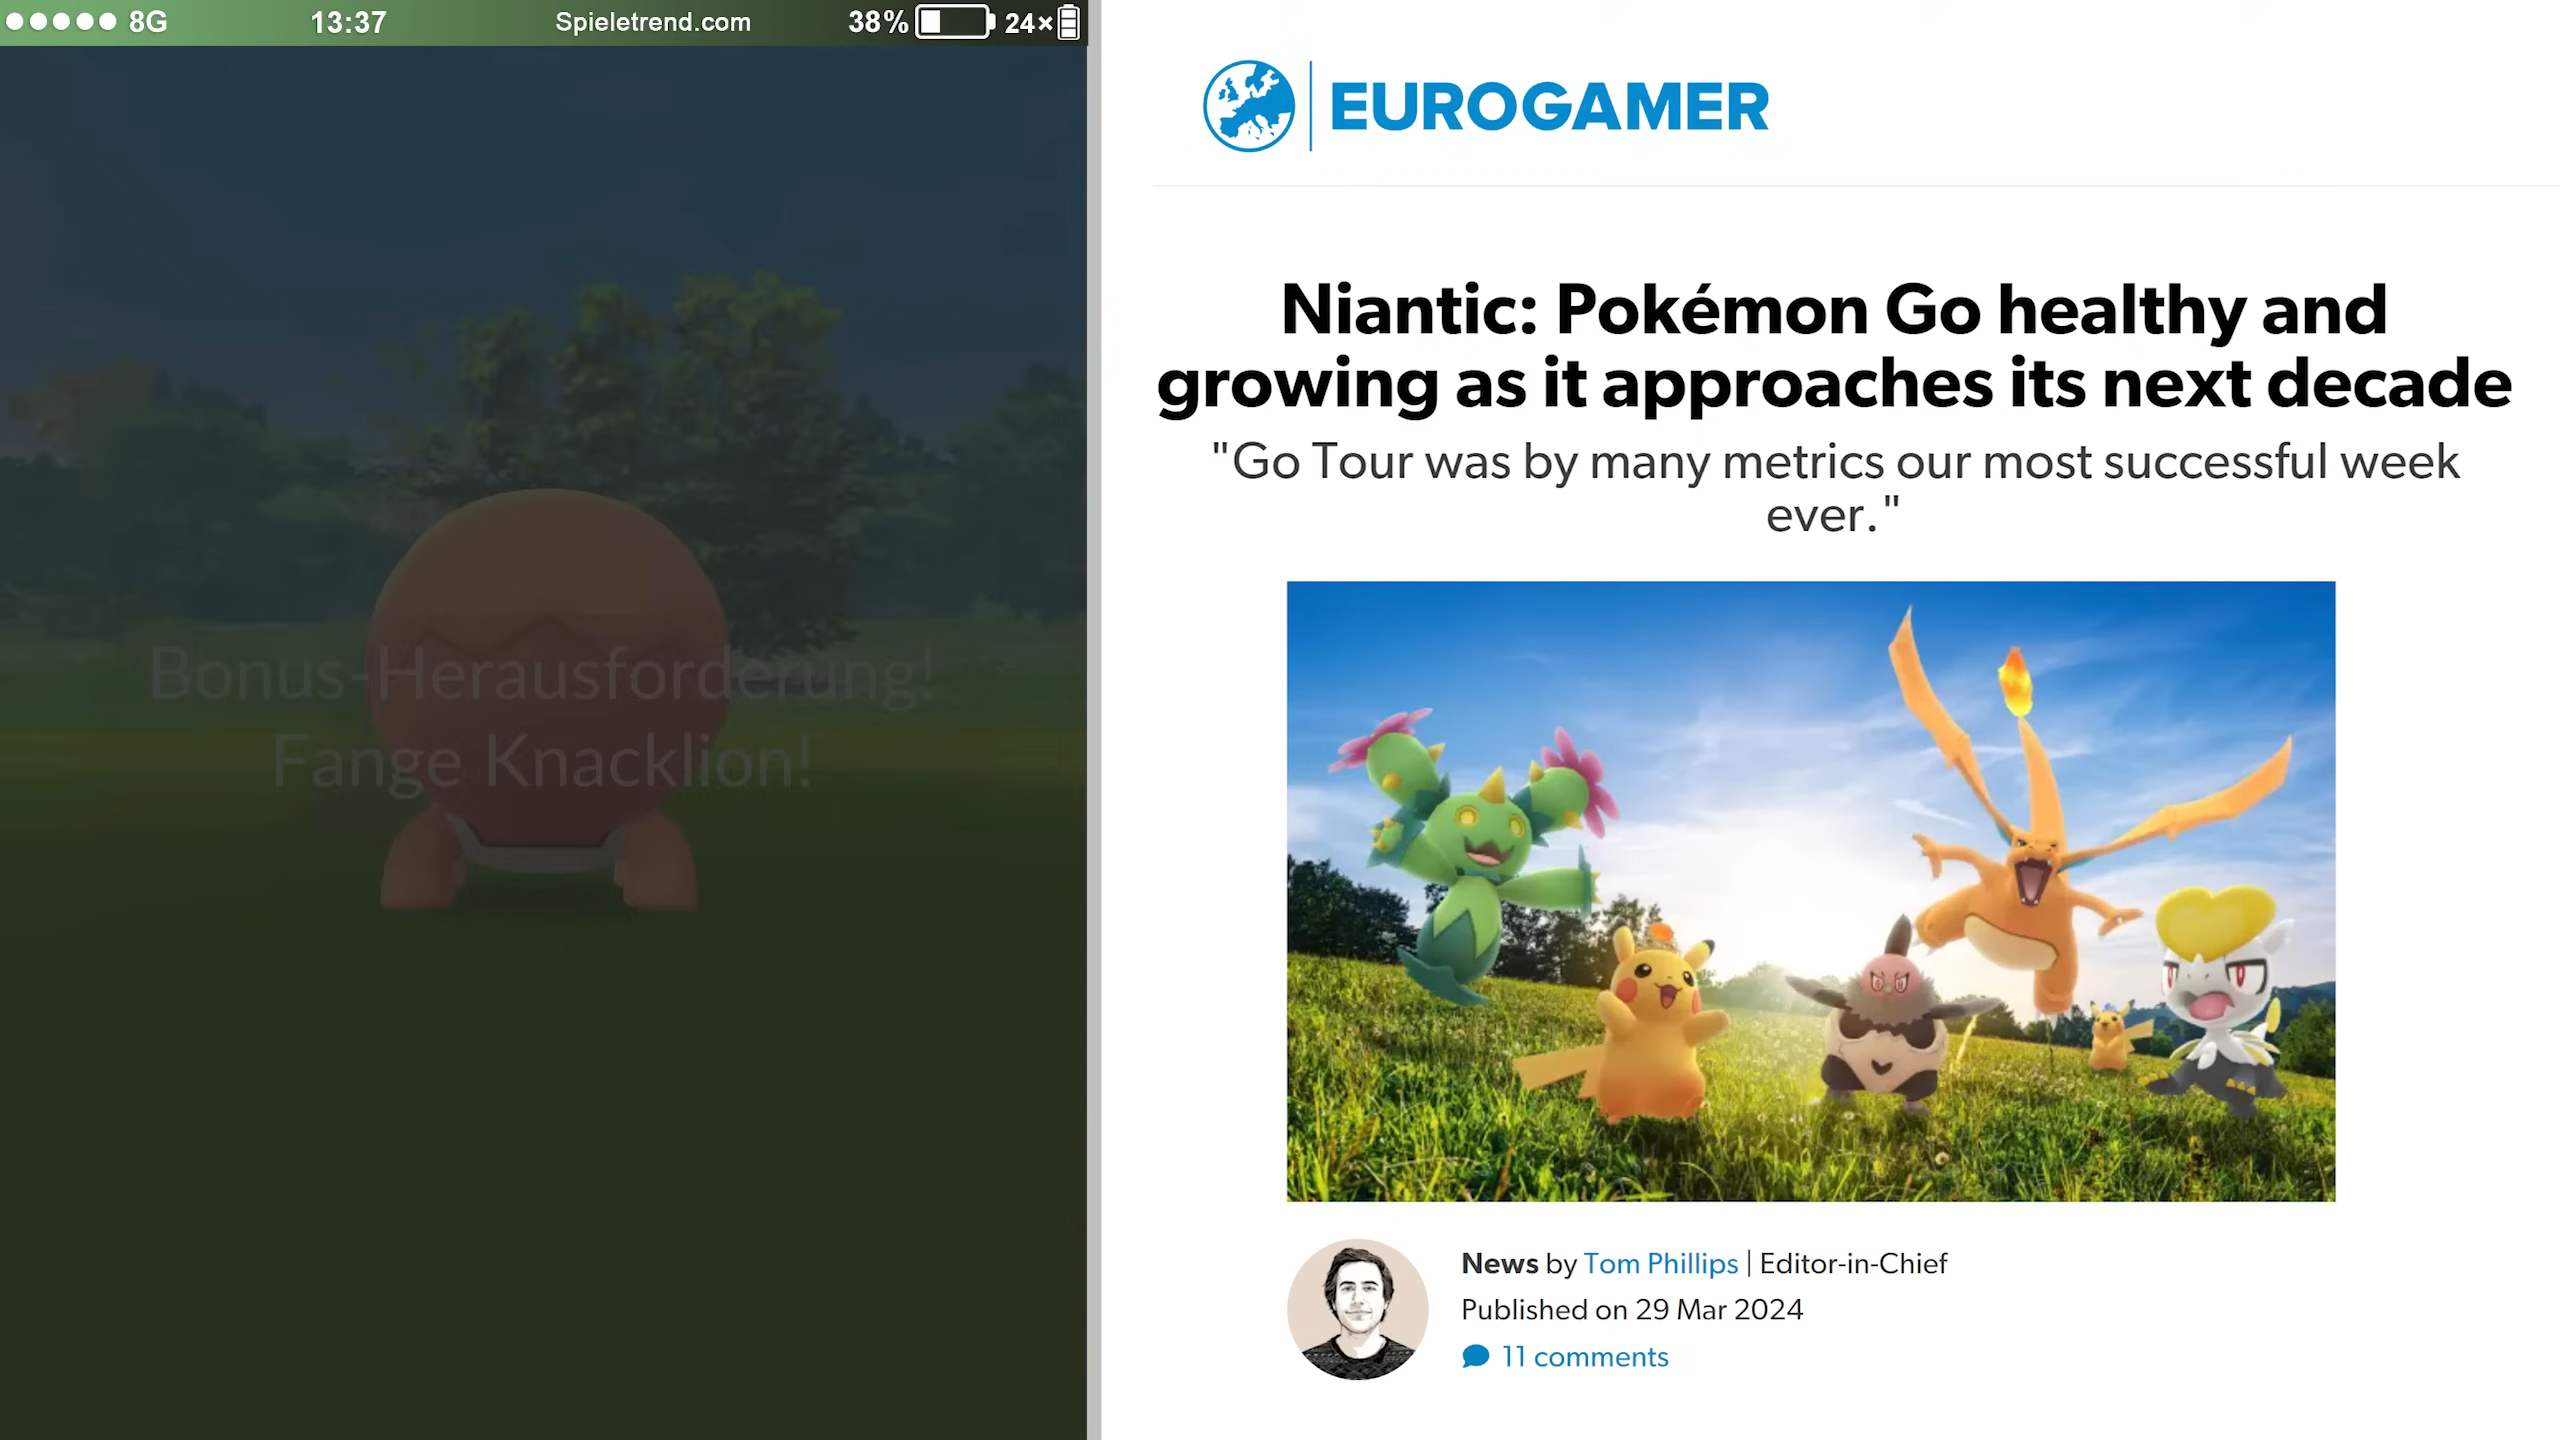 8G 13:37 Spieletrend.com 38% 24×
Bonus-Herausforderung!
Fange Knacklion!
EUROGAMER
Niantic: Pokémon Go healthy and
growing as it approaches its next decade
"Go Tour was by many metrics our most successful week
ever."
News by Tom Phillips | Editor-in-Chief
Published on 29 Mar 2024
11 comments